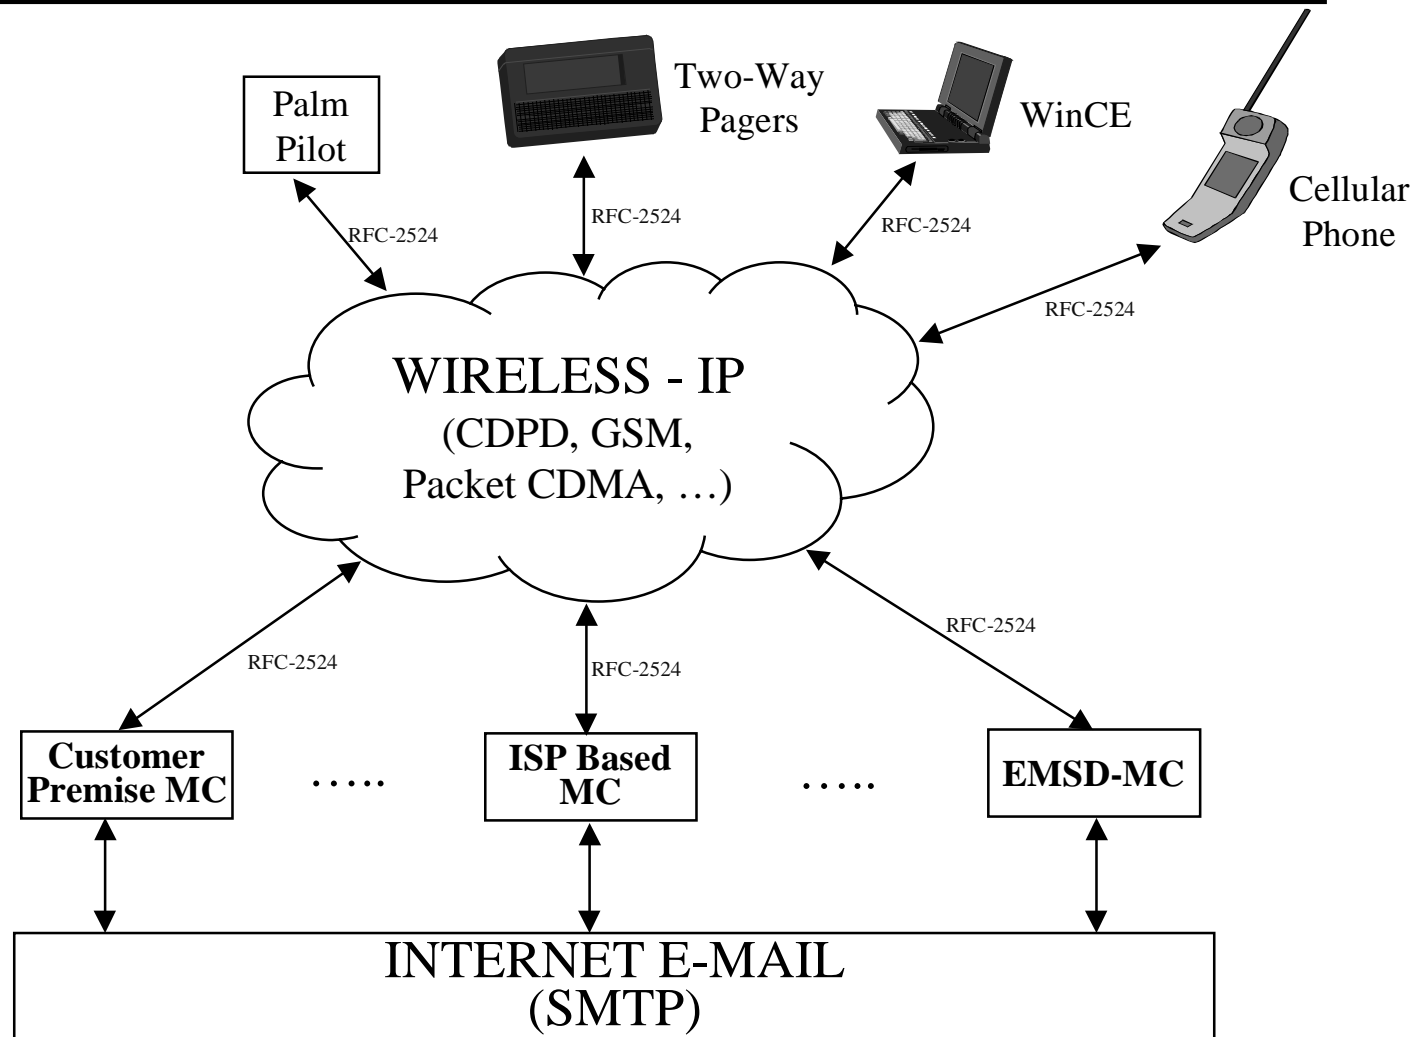 Palm
Pilot
Two-Way
Pagers
WinCE
Cellular
Phone
RFC-2524
RFC-2524
RFC-2524
RFC-2524
WIRELESS - IP
(CDPD, GSM,
Packet CDMA, …)
RFC-2524
RFC-2524
RFC-2524
Customer
Premise MC
…..
ISP Based
MC
…..
EMSD-MC
INTERNET E-MAIL
(SMTP)